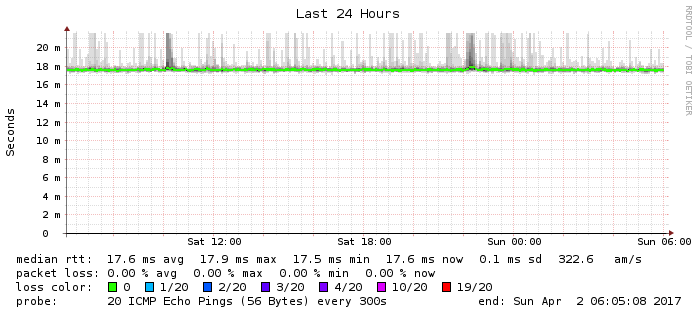 Last 24 Hours
RRDTOOL / TOBI OETIKER
Seconds
20 m
18 m
16 m
14 m
12 m
10 m
8 m
6 m
4 m
2 m
0
Sat 12:00 Sat 18:00 Sun 00:00 Sun 06:00
median rtt: 17.6 ms avg 17.9 ms max 17.5 ms min 17.6 ms now 0.1 ms sd 322.6 am/s
packet loss: 0.00 % avg 0.00 % max 0.00 % min 0.00 % now
loss color: 0 1/20 2/20 3/20 4/20 10/20 19/20
probe: 20 ICMP Echo Pings (56 Bytes) every 300s end: Sun Apr 2 06:05:08 2017